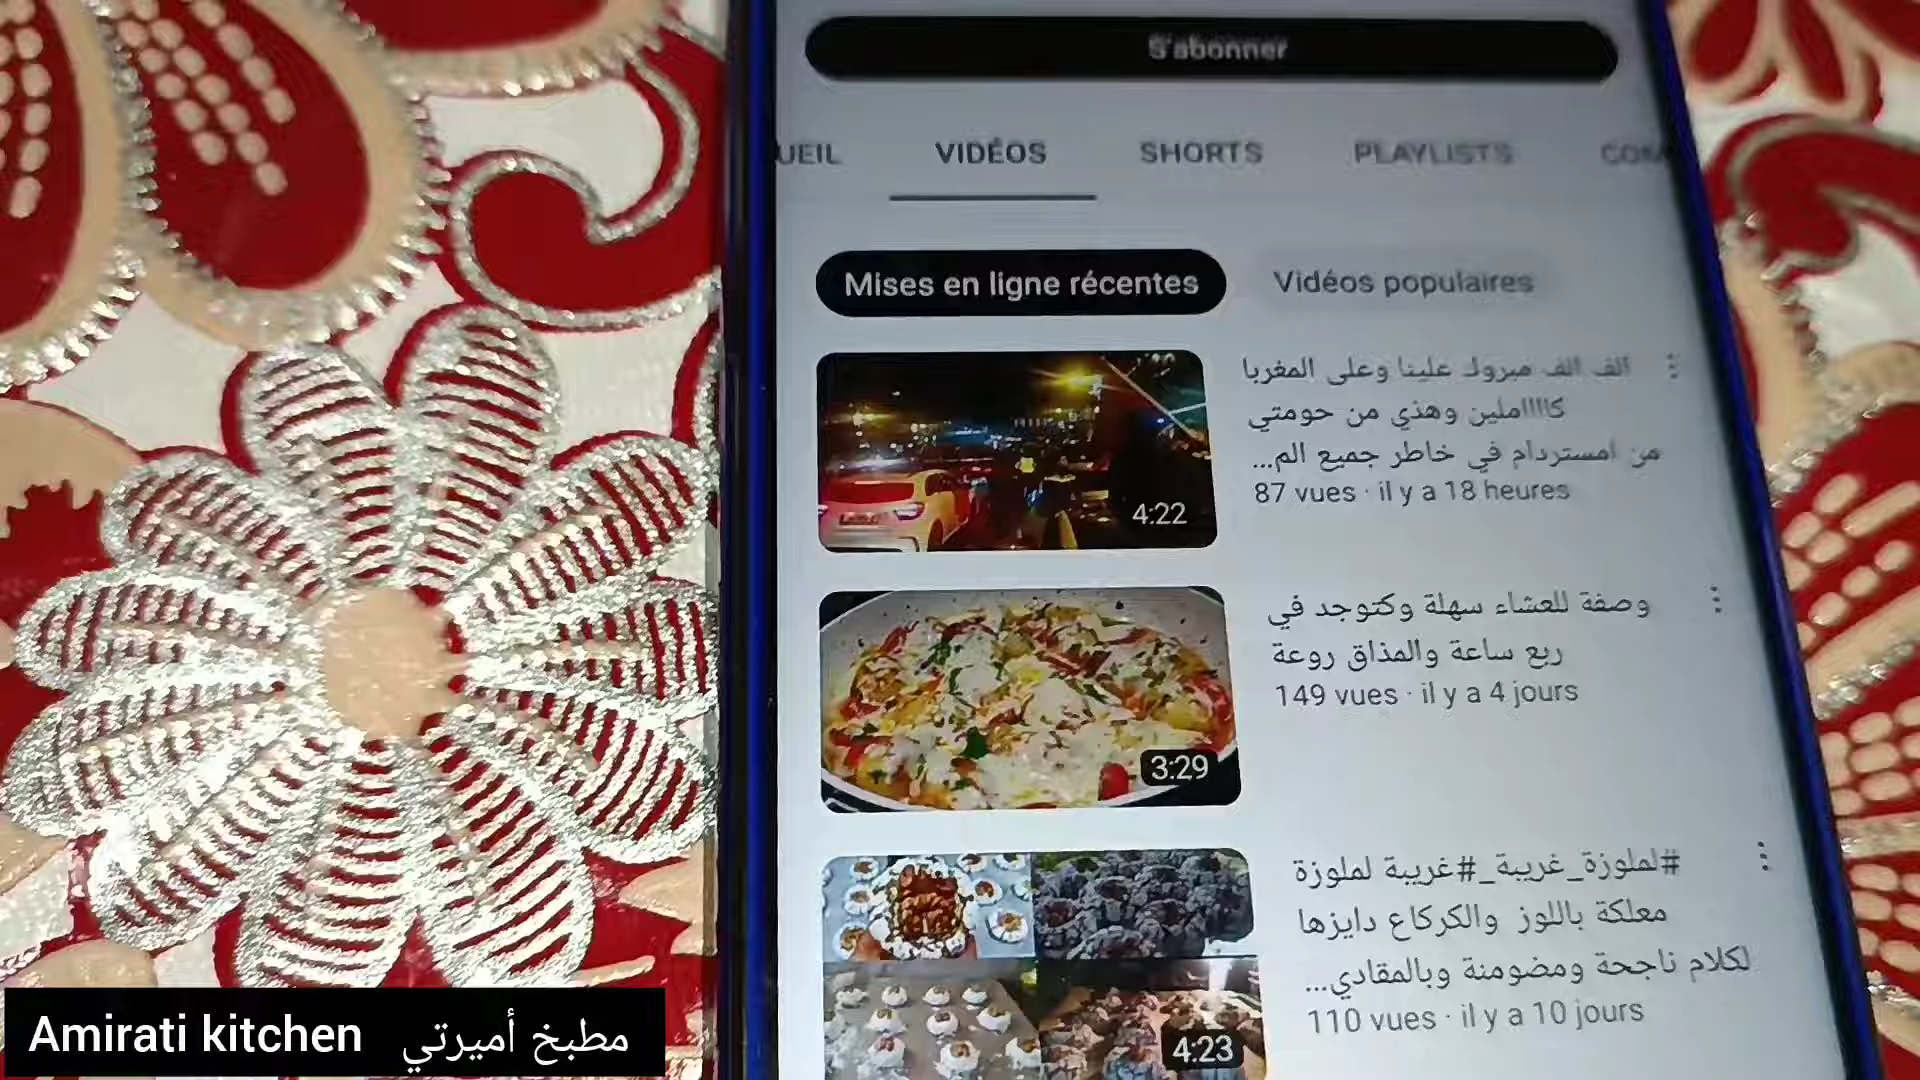 S'abonner
UEIL VIDÉOS SHORTS PLAYLISTS COM
Mises en ligne récentes Vidéos populaires
الف الف مبروك علينا وعلى المغربا
كااااملين وهذي من حومتي
من امستردام في خاطر جميع الم...
87 vues · il y a 18 heures
4:22
وصفة للعشاء سهلة وكتوجد في
ربع ساعة والمذاق روعة
149 vues · il y a 4 jours
3:29
#لملوزة_غريبة_#غريبة لملوزة
معلكة باللوز والكركاع دايزها
لكلام ناجحة ومضمونة وبالمقادي...
110 vues · il y a 10 jours
4:23
Amirati kitchen مطبخ أميرتي